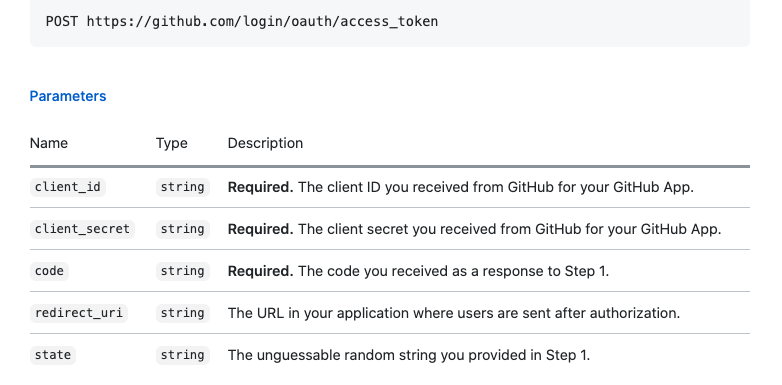 POST https://github.com/login/oauth/access_token
Parameters
Name Type Description
client_id string Required. The client ID you received from GitHub for your GitHub App.
client_secret string Required. The client secret you received from GitHub for your GitHub App.
code string Required. The code you received as a response to Step 1.
redirect_uri string The URL in your application where users are sent after authorization.
state string The unguessable random string you provided in Step 1.